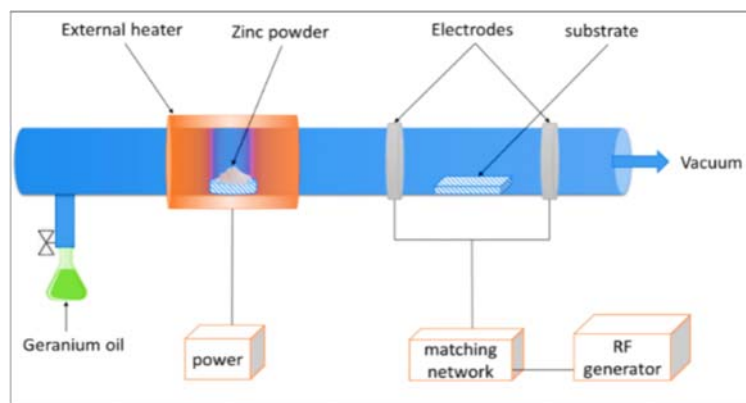 External heater
Zinc powder
Electrodes
substrate
Vacuum
Geranium oil
power
matching
network
RF
generator